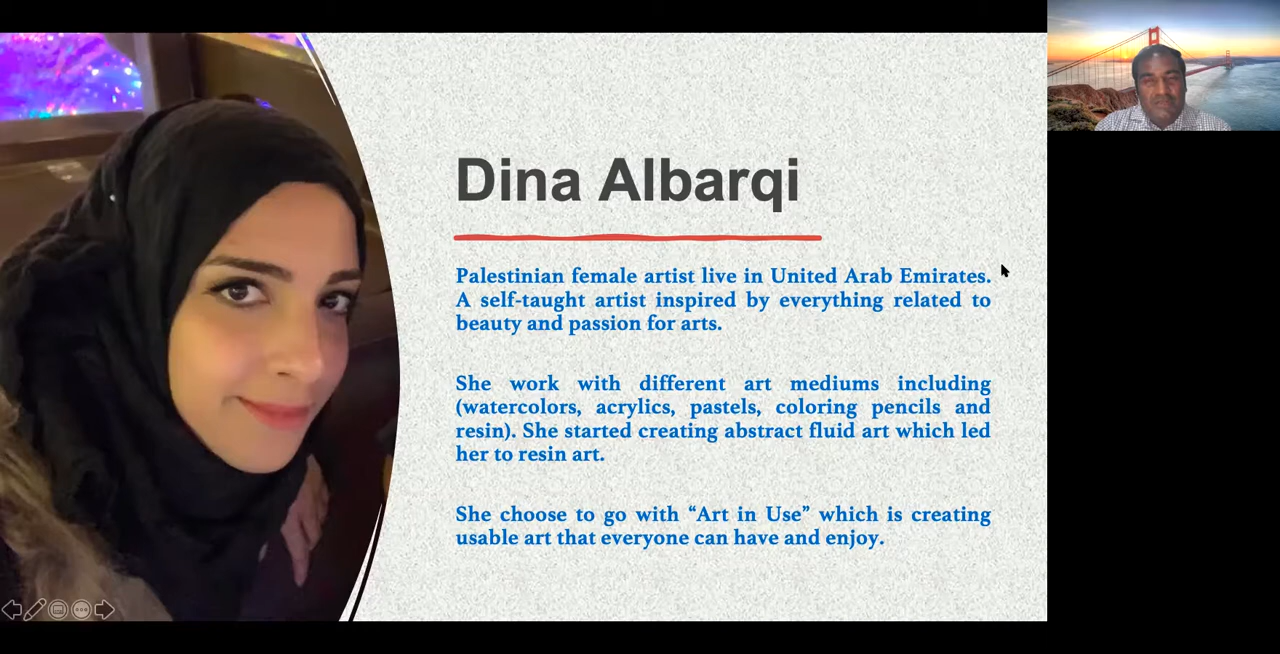 Dina Albarqi
Palestinian female artist live in United Arab Emirates.
A self-taught artist inspired by everything related to
beauty and passion for arts.
She work with different art mediums including
(watercolors, acrylics, pastels, coloring pencils and
resin). She started creating abstract fluid art which led
her to resin art.
She choose to go with “Art in Use” which is creating
usable art that everyone can have and enjoy.